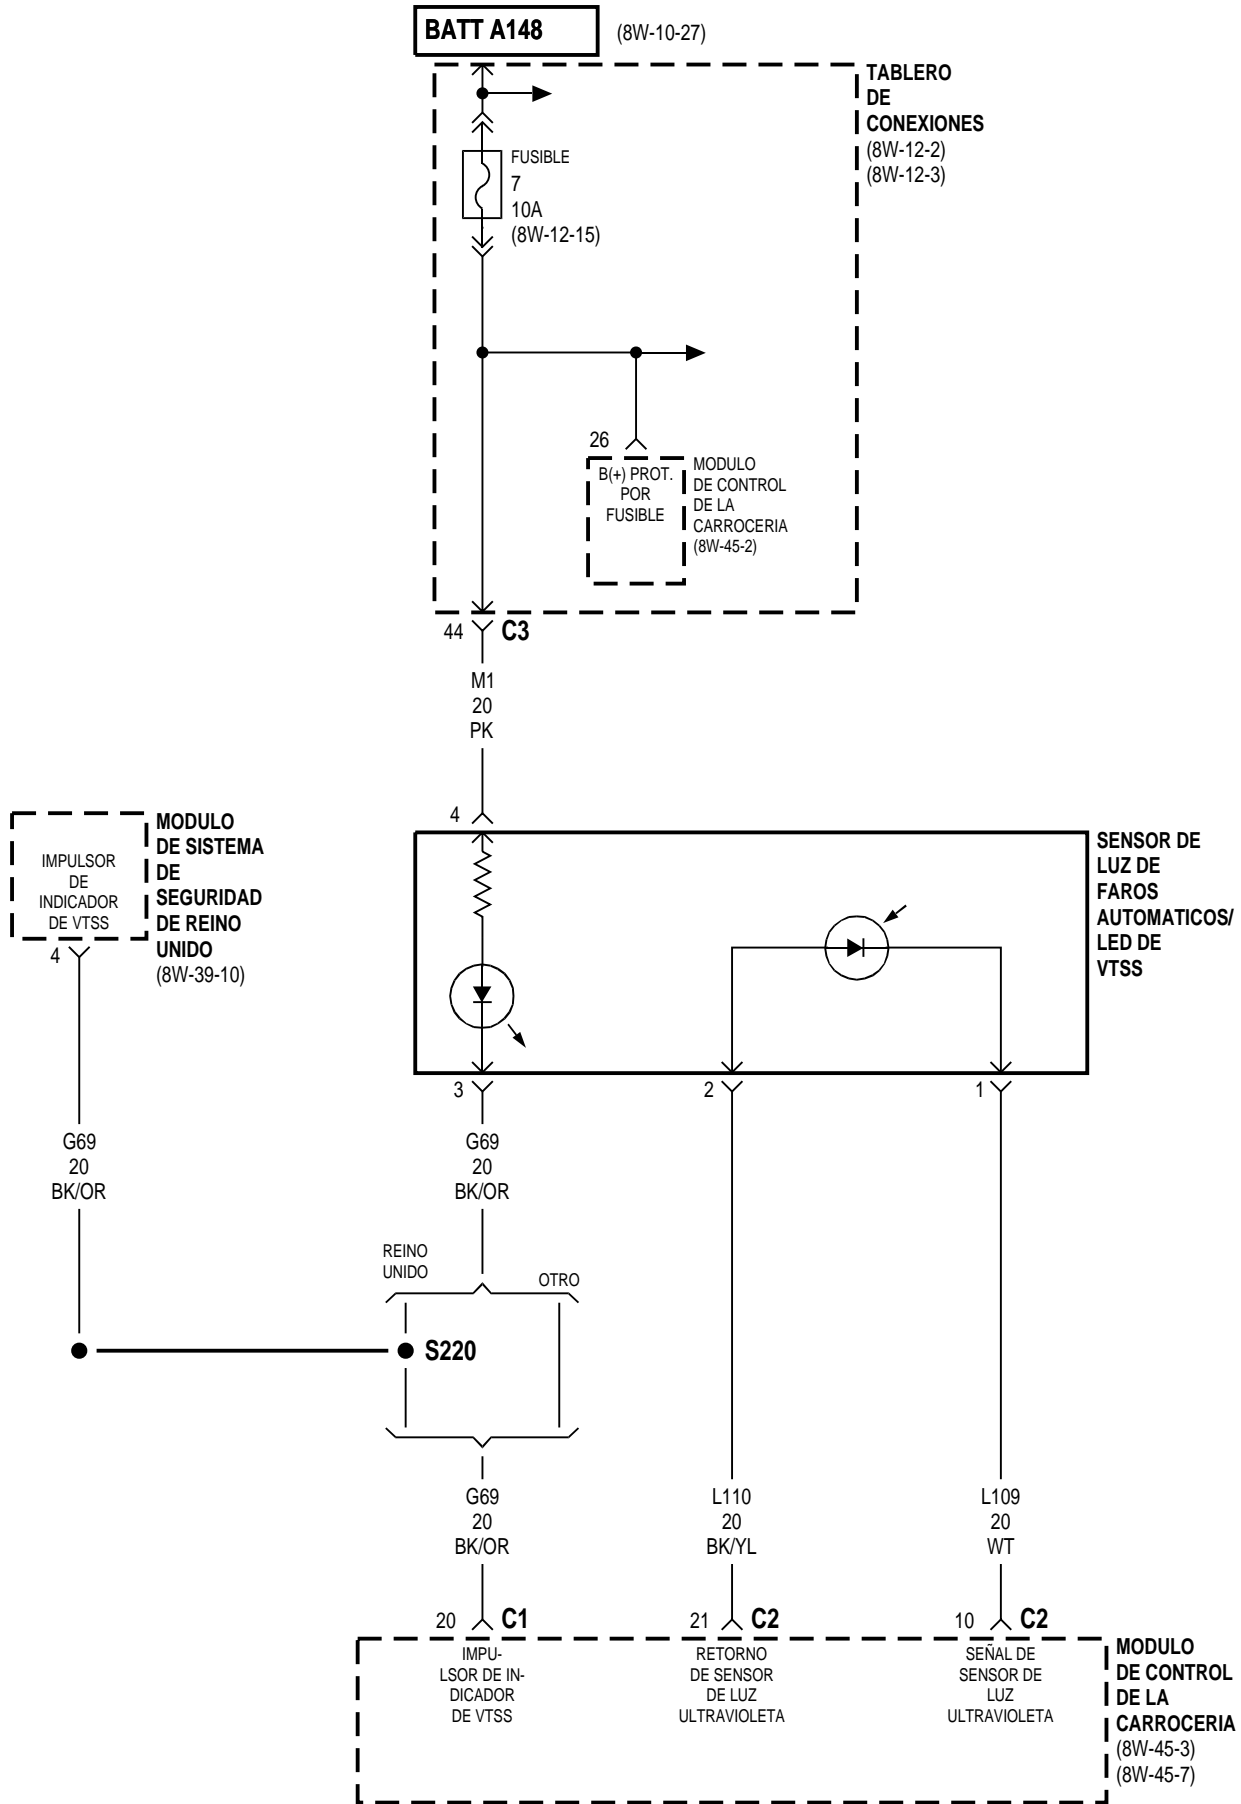 BATT A148
(8W-10-27)
TABLERO
DE
CONEXIONES
(8W-12-2)
(8W-12-3)
FUSIBLE
7
10A
(8W-12-15)
26
B(+) PROT.
POR
FUSIBLE
MODULO
DE CONTROL
DE LA
CARROCERIA
(8W-45-2)
44
C3
M1
20
PK
4
SENSOR DE
LUZ DE
FAROS
AUTOMATICOS/
LED DE
VTSS
IMPULSOR
DE
INDICADOR
DE VTSS
MODULO
DE SISTEMA
DE
SEGURIDAD
DE REINO
UNIDO
(8W-39-10)
4
3
2
1
G69
20
BK/OR
G69
20
BK/OR
REINO
UNIDO
OTRO
S220
G69
20
BK/OR
L110
20
BK/YL
L109
20
WT
20
C1
21
C2
10
C2
IMPU-
LSOR DE IN-
DICADOR
DE VTSS
RETORNO
DE SENSOR
DE LUZ
ULTRAVIOLETA
SEÑAL DE
SENSOR DE
LUZ
ULTRAVIOLETA
MODULO
DE CONTROL
DE LA
CARROCERIA
(8W-45-3)
(8W-45-7)